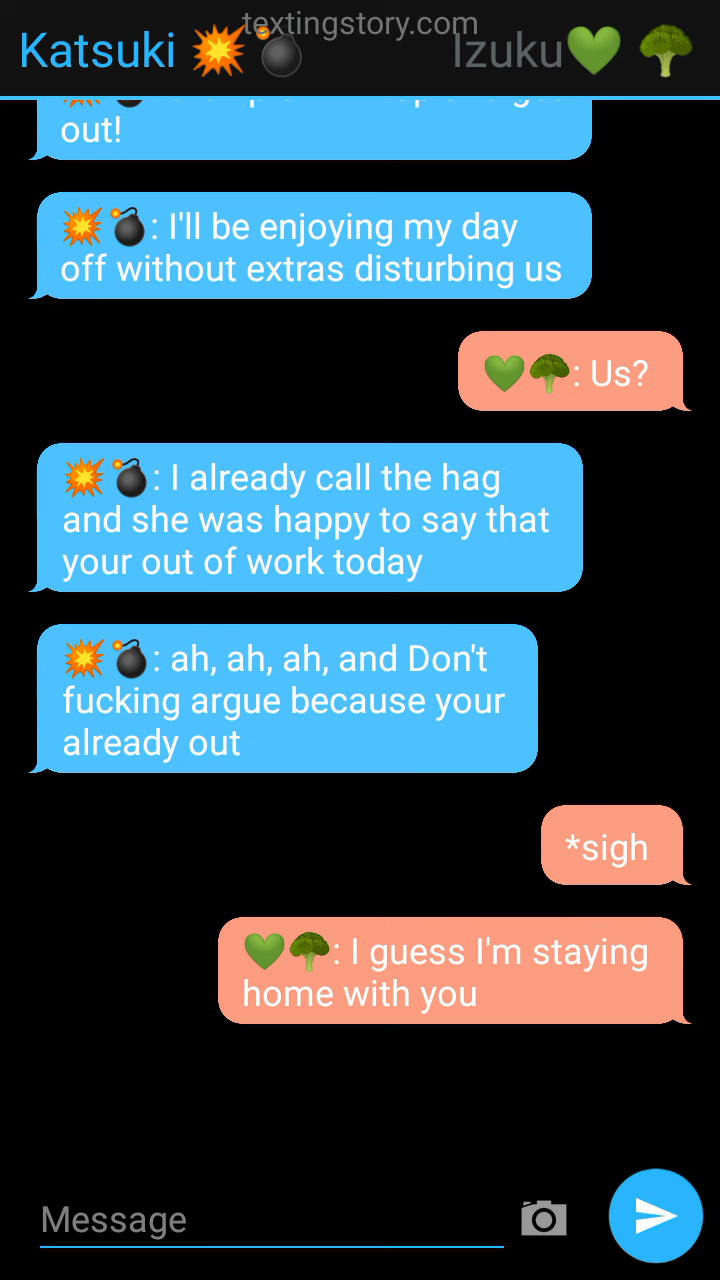 textingstory.com
Katsuki 💥💣 Izuku💚🥦
out!
💥💣: I'll be enjoying my day
off without extras disturbing us
💚🥦: Us?
💥💣: I already call the hag
and she was happy to say that
your out of work today
💥💣: ah, ah, ah, and Don't
fucking argue because your
already out
*sigh
💚🥦: I guess I'm staying
home with you
Message